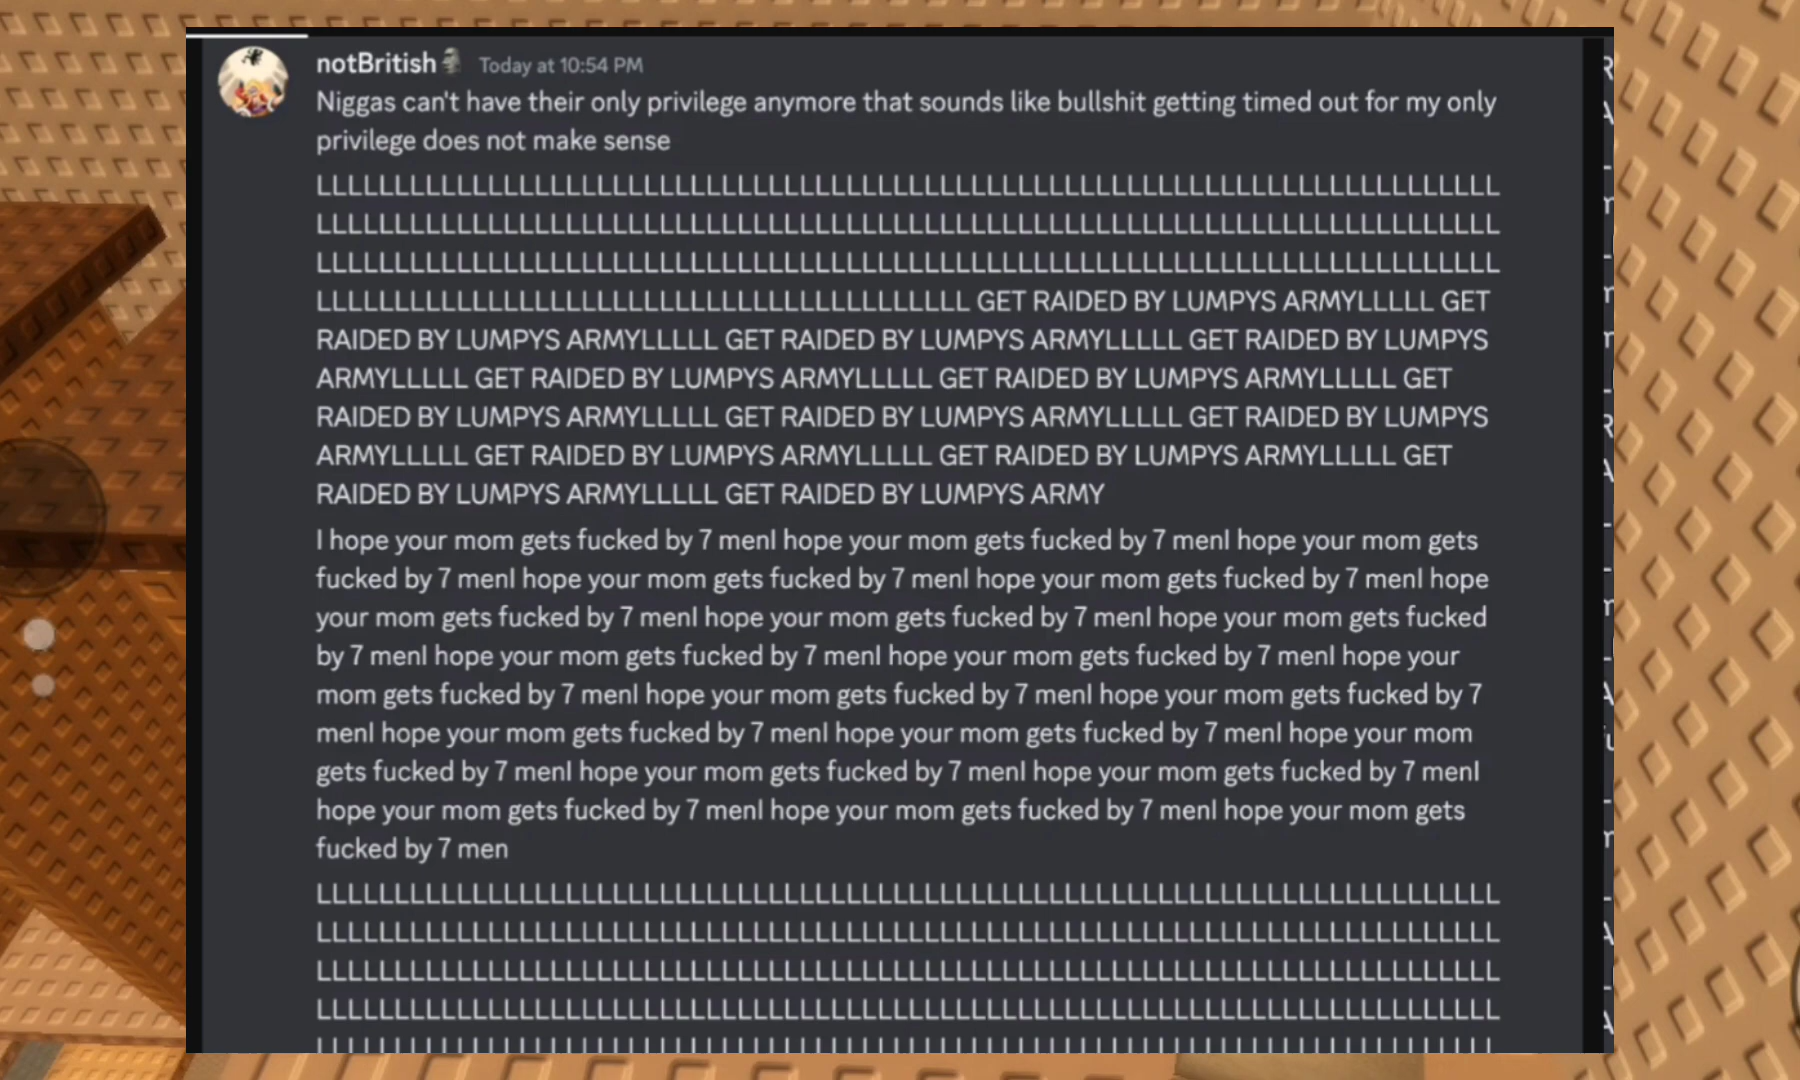 notBritish Today at 10:54 PM
Niggas can't have their only privilege anymore that sounds like bullshit getting timed out for my only
privilege does not make sense
LLLLLLLLLLLLLLLLLLLLLLLLLLLLLLLLLLLLLLLLLLLLLLLLLLLLLLLLLLLLLLLLLLLLLLLLLLLL
LLLLLLLLLLLLLLLLLLLLLLLLLLLLLLLLLLLLLLLLLLLLLLLLLLLLLLLLLLLLLLLLLLLLLLLLLLLL
LLLLLLLLLLLLLLLLLLLLLLLLLLLLLLLLLLLLLLLLLLLLLLLLLLLLLLLLLLLLLLLLLLLLLLLLLLLL
LLLLLLLLLLLLLLLLLLLLLLLLLLLLLLLLLLLLLLLLLL GET RAIDED BY LUMPYS ARMYLLLLL GET
RAIDED BY LUMPYS ARMYLLLLL GET RAIDED BY LUMPYS ARMYLLLLL GET RAIDED BY LUMPYS
ARMYLLLLL GET RAIDED BY LUMPYS ARMYLLLLL GET RAIDED BY LUMPYS ARMYLLLLL GET
RAIDED BY LUMPYS ARMYLLLLL GET RAIDED BY LUMPYS ARMYLLLLL GET RAIDED BY LUMPYS
ARMYLLLLL GET RAIDED BY LUMPYS ARMYLLLLL GET RAIDED BY LUMPYS ARMYLLLLL GET
RAIDED BY LUMPYS ARMYLLLLL GET RAIDED BY LUMPYS ARMY
I hope your mom gets fucked by 7 menI hope your mom gets fucked by 7 menI hope your mom gets
fucked by 7 menI hope your mom gets fucked by 7 menI hope your mom gets fucked by 7 menI hope
your mom gets fucked by 7 menI hope your mom gets fucked by 7 menI hope your mom gets fucked
by 7 menI hope your mom gets fucked by 7 menI hope your mom gets fucked by 7 menI hope your
mom gets fucked by 7 menI hope your mom gets fucked by 7 menI hope your mom gets fucked by 7
menI hope your mom gets fucked by 7 menI hope your mom gets fucked by 7 menI hope your mom
gets fucked by 7 menI hope your mom gets fucked by 7 menI hope your mom gets fucked by 7 menI
hope your mom gets fucked by 7 menI hope your mom gets fucked by 7 menI hope your mom gets
fucked by 7 men
LLLLLLLLLLLLLLLLLLLLLLLLLLLLLLLLLLLLLLLLLLLLLLLLLLLLLLLLLLLLLLLLLLLLLLLLLLLL
LLLLLLLLLLLLLLLLLLLLLLLLLLLLLLLLLLLLLLLLLLLLLLLLLLLLLLLLLLLLLLLLLLLLLLLLLLLL
LLLLLLLLLLLLLLLLLLLLLLLLLLLLLLLLLLLLLLLLLLLLLLLLLLLLLLLLLLLLLLLLLLLLLLLLLLLL
LLLLLLLLLLLLLLLLLLLLLLLLLLLLLLLLLLLLLLLLLLLLLLLLLLLLLLLLLLLLLLLLLLLLLLLLLLLL